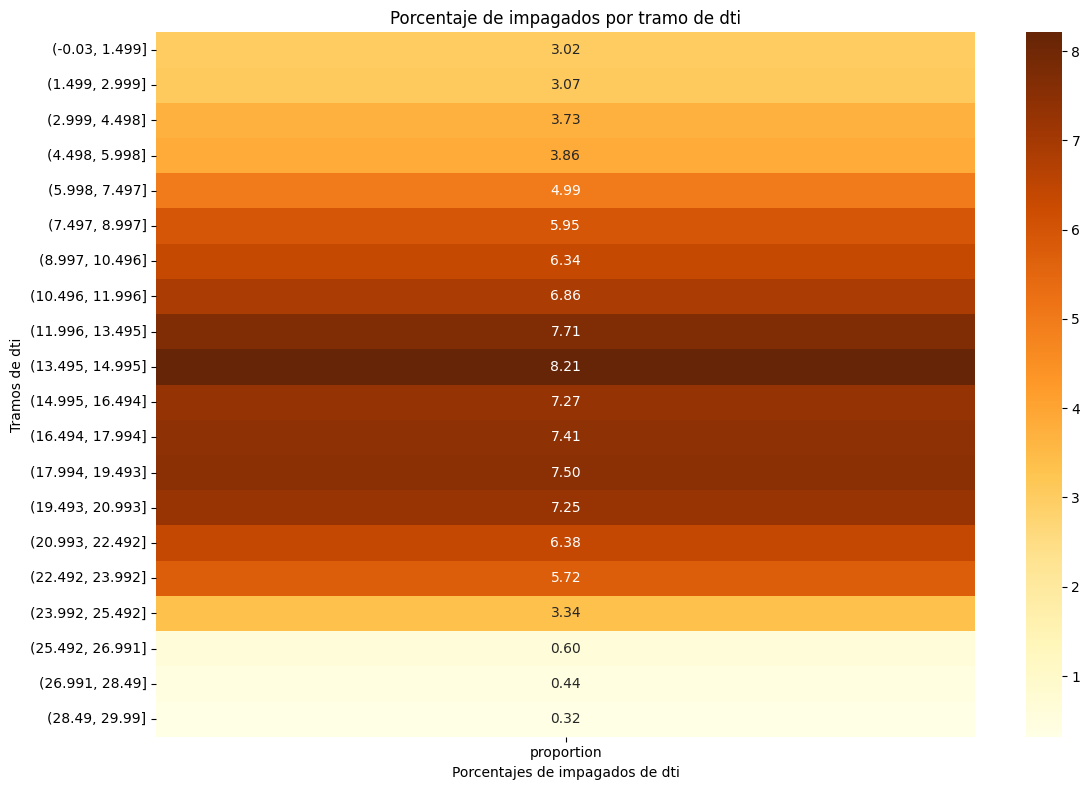 Porcentaje de impagados por tramo de dti
(-0.03, 1.499] 3.02
(1.499, 2.999] 3.07
(2.999, 4.498] 3.73
(4.498, 5.998] 3.86
(5.998, 7.497] 4.99
(7.497, 8.997] 5.95
(8.997, 10.496] 6.34
(10.496, 11.996] 6.86
(11.996, 13.495] 7.71
(13.495, 14.995] 8.21
(14.995, 16.494] 7.27
(16.494, 17.994] 7.41
(17.994, 19.493] 7.50
(19.493, 20.993] 7.25
(20.993, 22.492] 6.38
(22.492, 23.992] 5.72
(23.992, 25.492] 3.34
(25.492, 26.991] 0.60
(26.991, 28.49] 0.44
(28.49, 29.99] 0.32
Tramos de dti
proportion
Porcentajes de impagados de dti
8
7
6
5
4
3
2
1